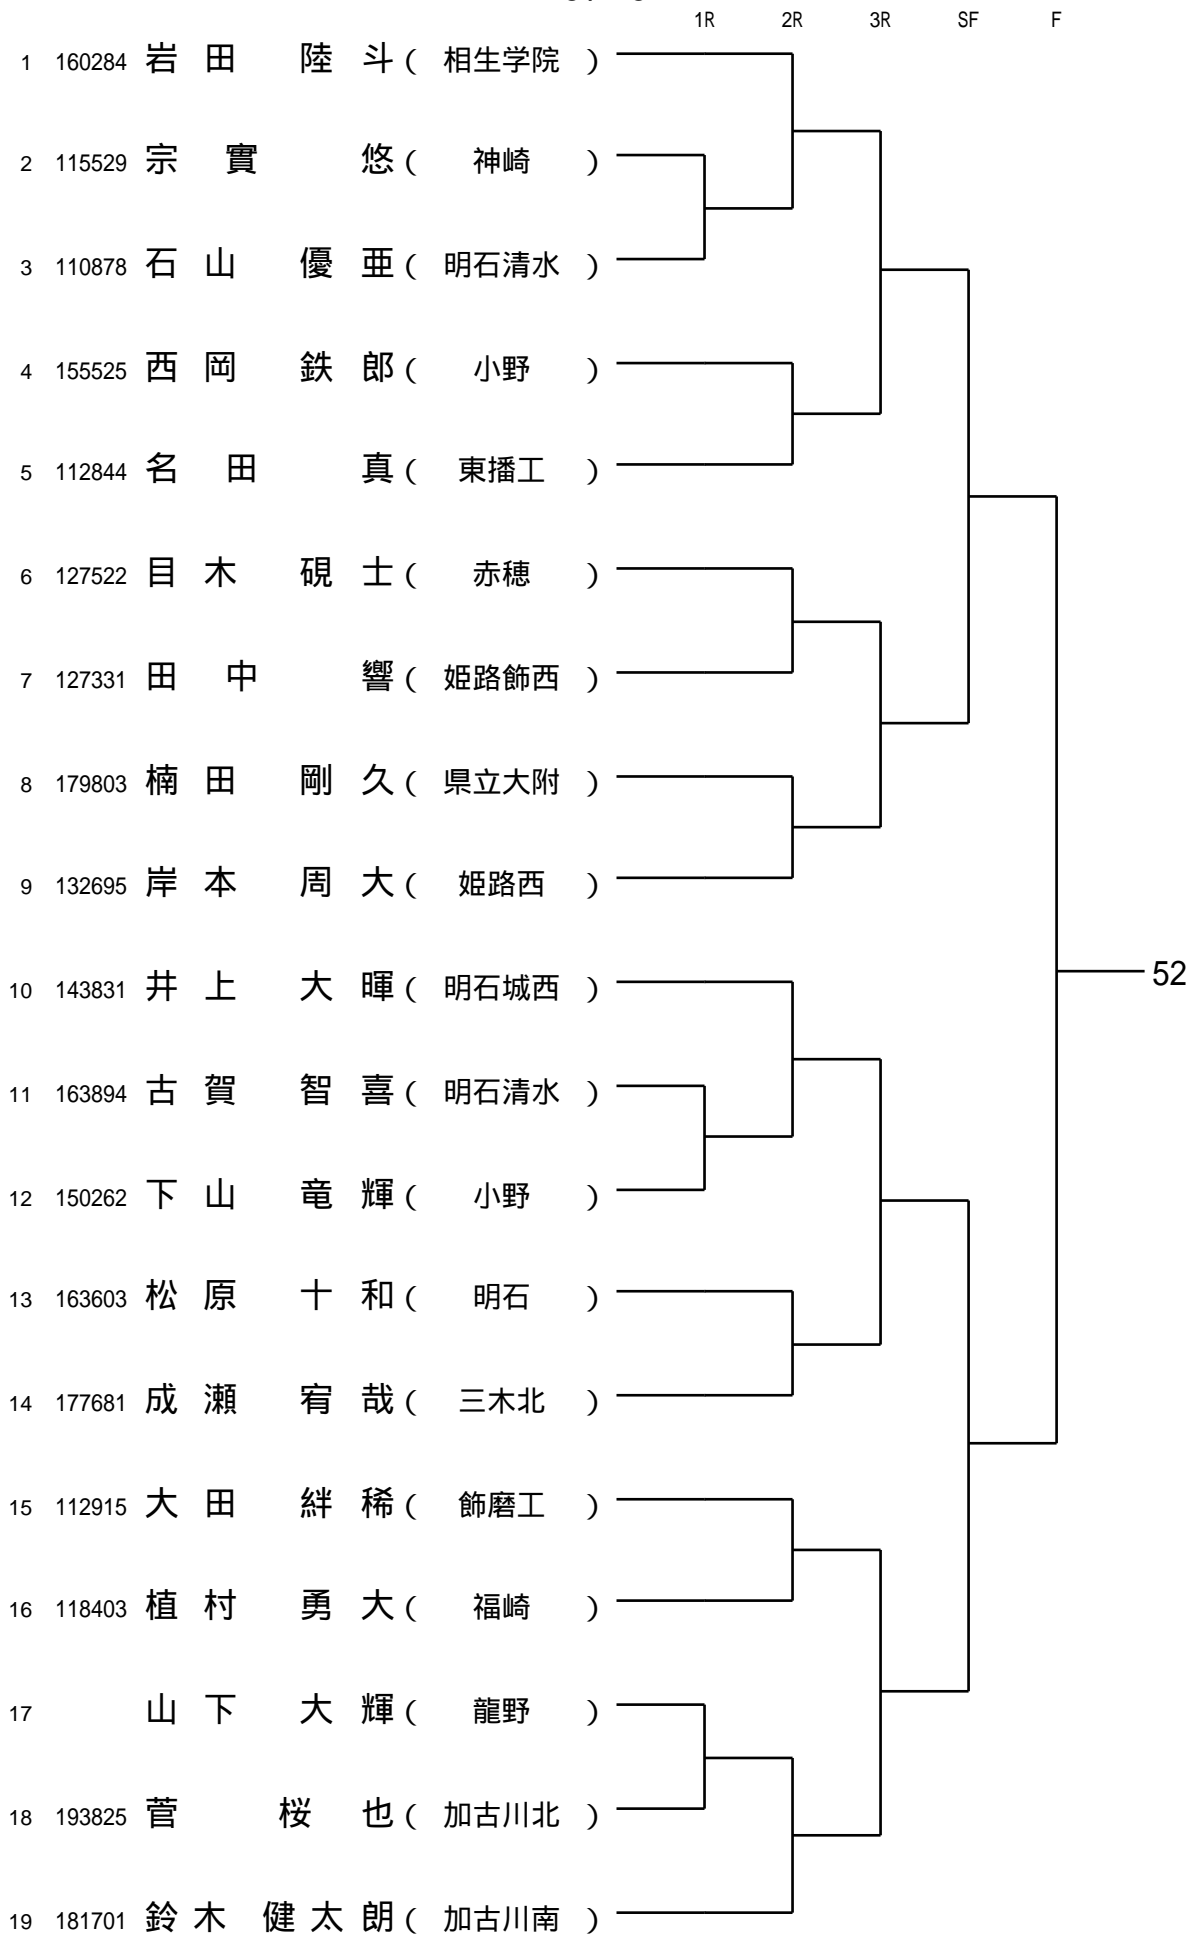 1R 2R 3R SF F
1 160284 岩田 陸斗 ( 相生学院 )
2 115529 宗實 悠 ( 神崎 )
3 110878 石山 優亜 ( 明石清水 )
4 155525 西岡 鉄郎 ( 小野 )
5 112844 名田 真 ( 東播工 )
6 127522 目木 硯士 ( 赤穂 )
7 127331 田中 響 ( 姫路飾西 )
8 179803 楠田 剛久 ( 県立大附 )
9 132695 岸本 周大 ( 姫路西 )
52
10 143831 井上 大暉 ( 明石城西 )
11 163894 古賀 智喜 ( 明石清水 )
12 150262 下山 竜輝 ( 小野 )
13 163603 松原 十和 ( 明石 )
14 177681 成瀬 宥哉 ( 三木北 )
15 112915 大田 絆稀 ( 飾磨工 )
16 118403 植村 勇大 ( 福崎 )
17 山下 大輝 ( 龍野 )
18 193825 菅 桜也 ( 加古川北 )
19 181701 鈴木 健太朗 ( 加古川南 )